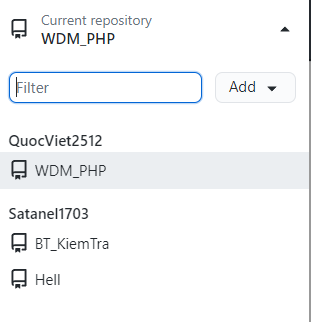 Current repository
WDM_PHP
Filter
Add
QuocViet2512
WDM_PHP
Satanel1703
BT_KiemTra
Hell